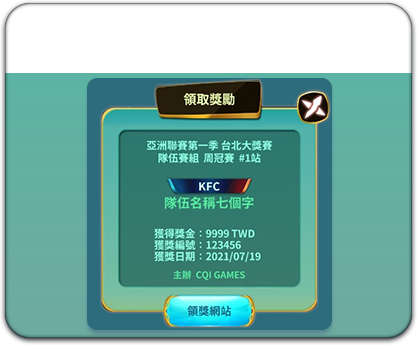 領取獎勵
亞洲聯賽第一季 台北大獎賽
隊伍賽組 周冠賽 #1站
KFC
隊伍名稱七個字
獲得獎金：9999 TWD
獲獎編號：123456
獲獎日期：2021/07/19
主辦 CQI GAMES
領獎網站